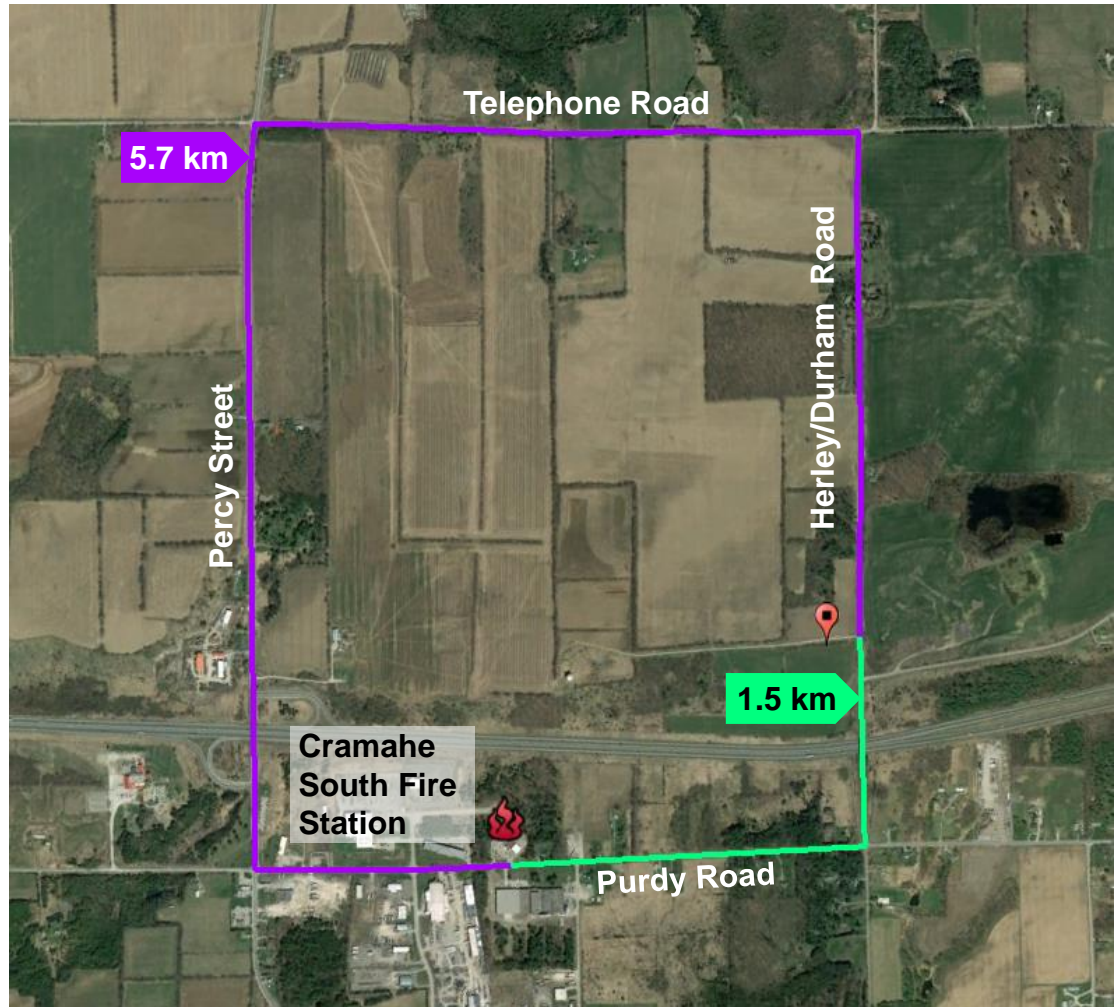 Telephone Road
5.7 km
Herley/Durham Road
Percy Street
1.5 km
Cramahe
South Fire
Station
Purdy Road